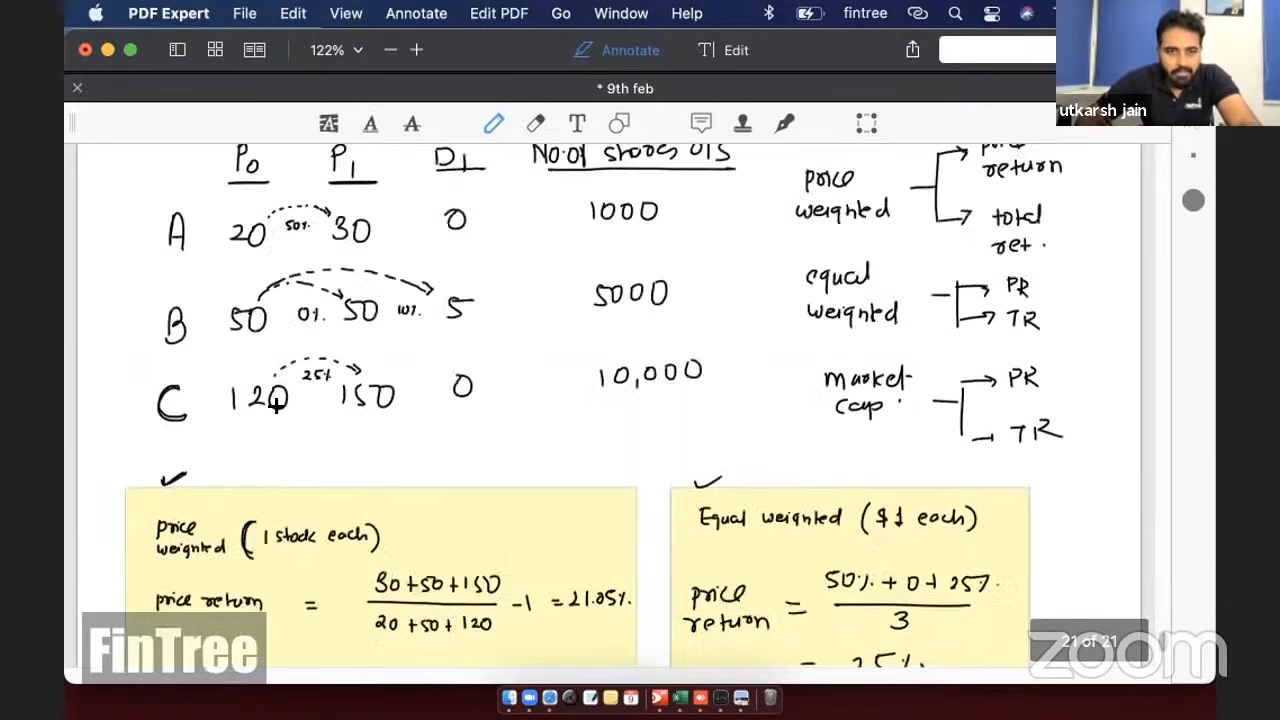 PDF Expert File Edit View Annotate Edit PDF Go Window Help fintree
122% Annotate Edit
* 9th feb
utkarsh jain
P0 P1 D1 No. of shares O/S
A 20 50% 30 0 1000
B 50 0% 50 10% 5 5000
C 120 25% 150 0 10,000
price weighted
return
total ret.
equal weighted
PR
TR
market cap.
PR
TR
price weighted (1 stock each)
price return = 30+50+150 / 20+50+120 -1 = 21.05%.
Equal weighted ($1 each)
price return = 50% + 0 + 25% / 3
= 25%
FinTree
21 of 21
zoom